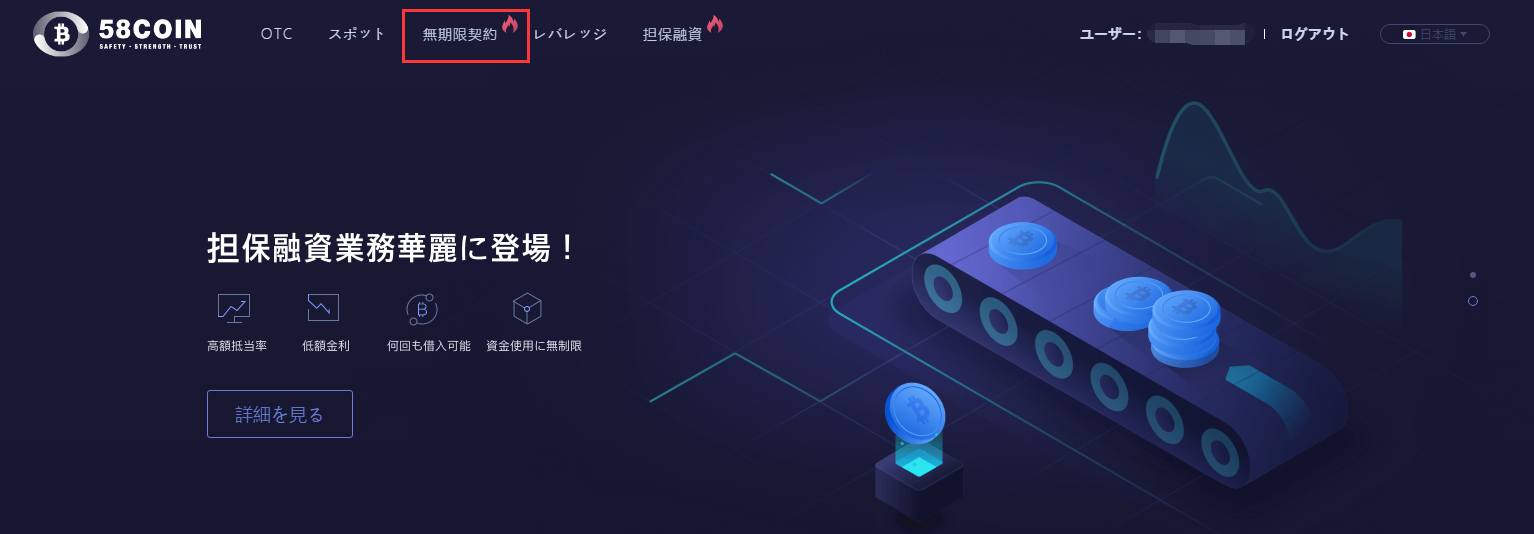 58COIN
SAFETY · STRENGTH · TRUST
OTC スポット 無期限契約 レバレッジ 担保融資 ユーザー: ログアウト 日本語
担保融資業務華麗に登場！
高額抵当率 低額金利 何回も借入可能 資金使用に無制限
詳細を見る